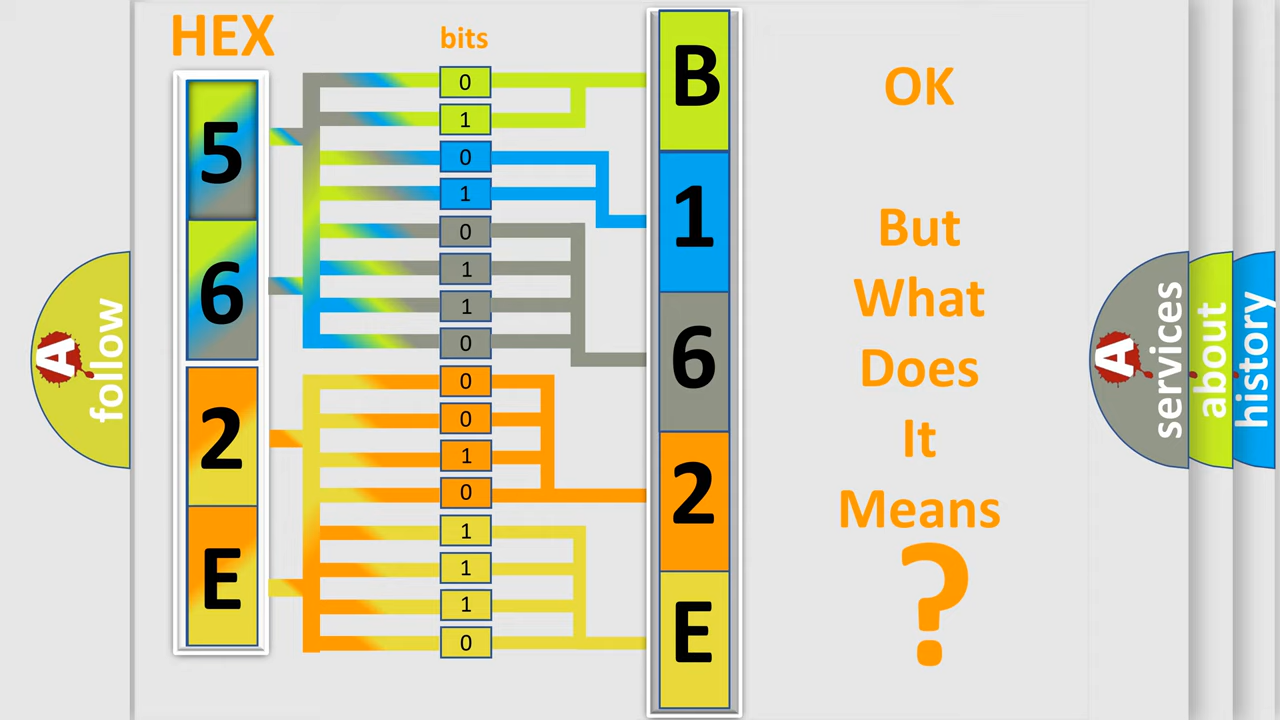 HEX
bits
5
6
2
E
0
1
0
1
0
1
1
0
0
0
1
0
1
1
1
0
B
1
6
2
E
OK
But
What
Does
It
Means
?
A
follow
A
services
about
history